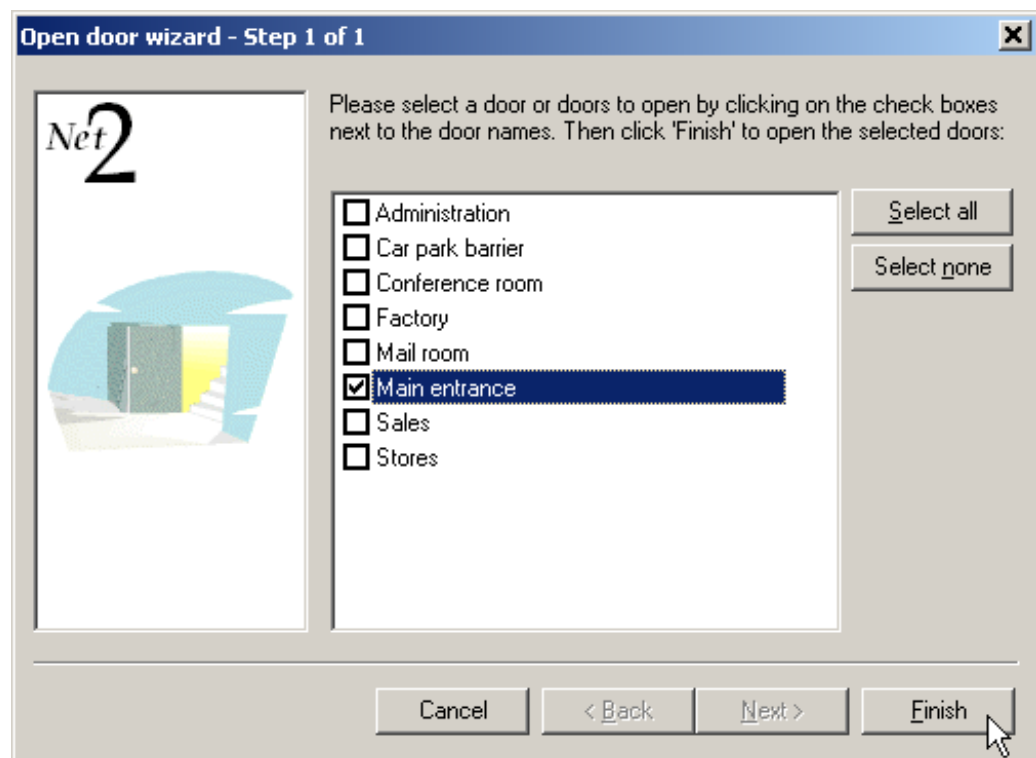 Open door wizard - Step 1 of 1
Net2
Please select a door or doors to open by clicking on the check boxes
next to the door names. Then click 'Finish' to open the selected doors:
Administration
Car park barrier
Conference room
Factory
Mail room
Main entrance
Sales
Stores
Select all
Select none
Cancel
< Back
Next >
Finish